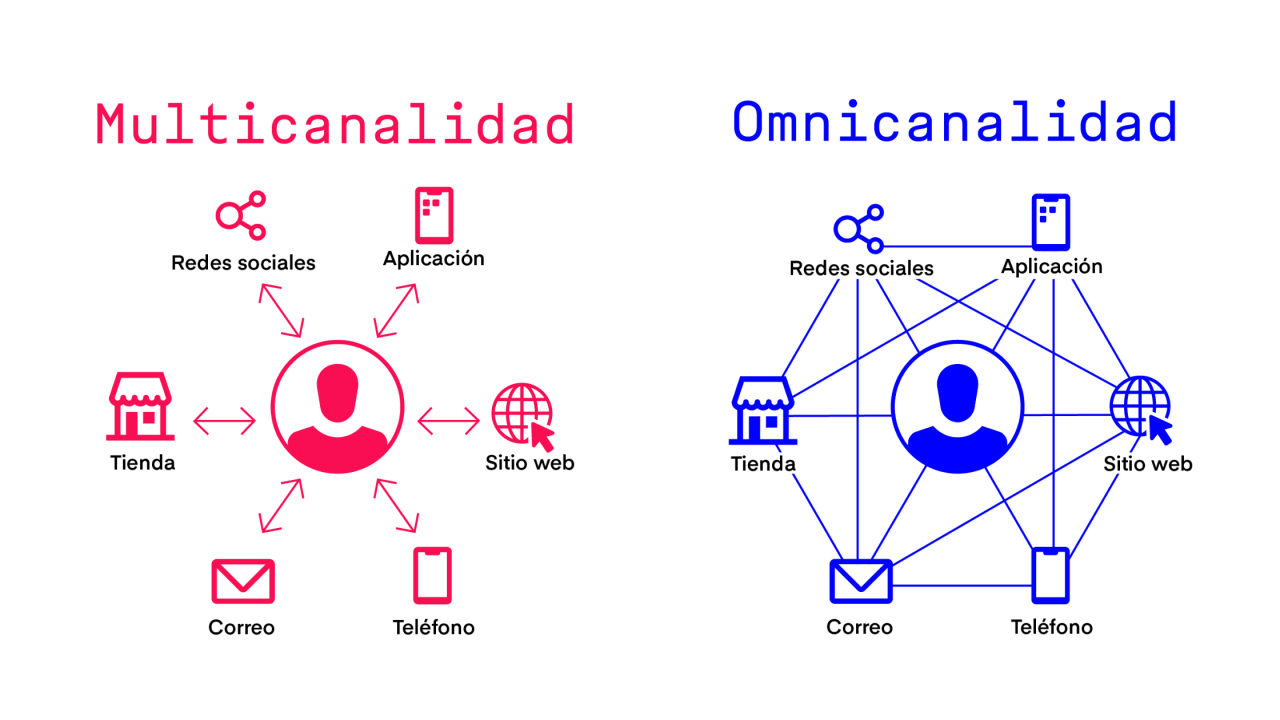 Multicanalidad
Redes sociales
Aplicación
Tienda
Sitio web
Correo
Teléfono
Omnicanalidad
Redes sociales
Aplicación
Tienda
Sitio web
Correo
Teléfono